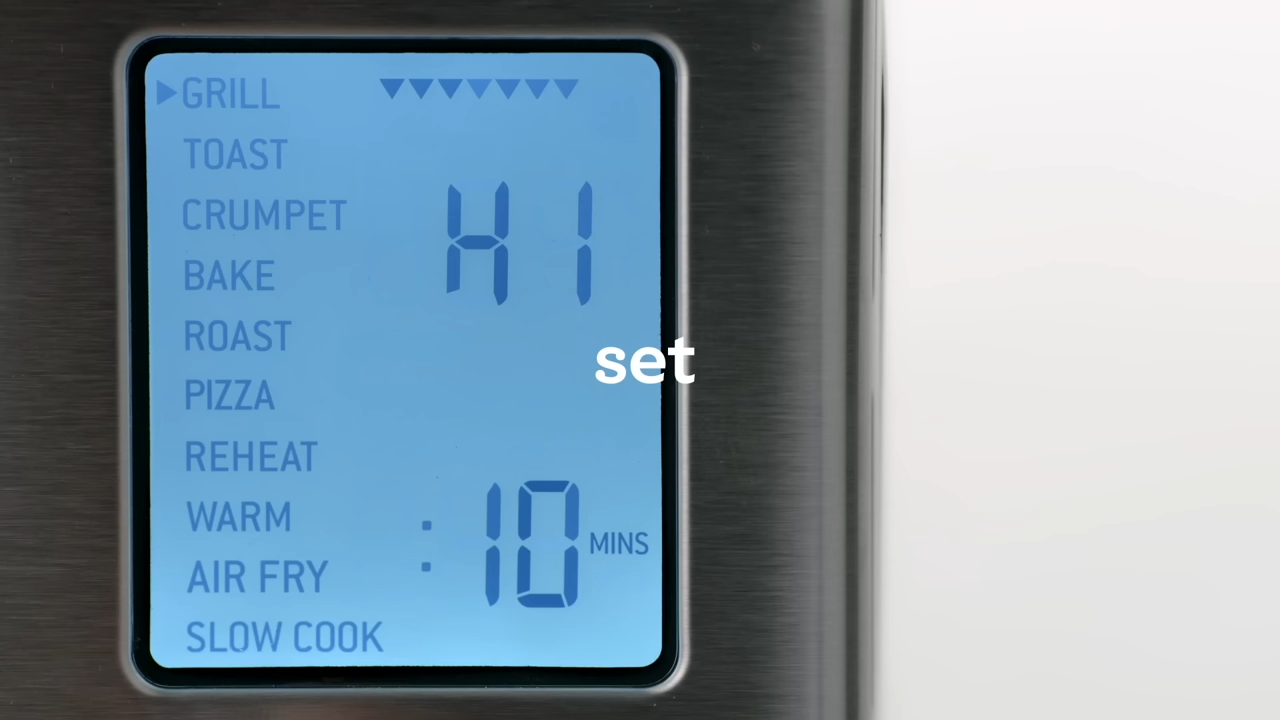 GRILL
TOAST
CRUMPET
HI
BAKE
ROAST
set
PIZZA
REHEAT
WARM
:10 MINS
AIR FRY
SLOW COOK